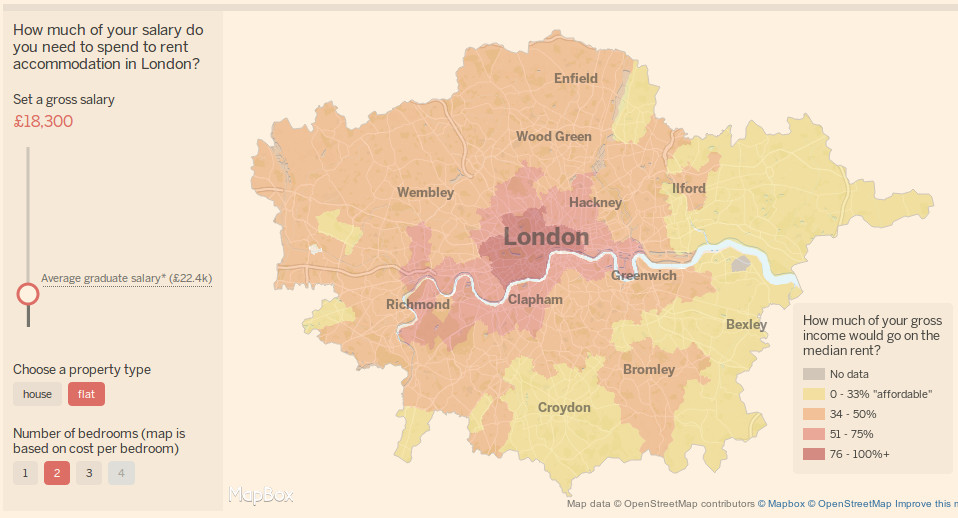 How much of your salary do
you need to spend to rent
accommodation in London?
Set a gross salary
£18,300
Average graduate salary* (£22.4k)
Choose a property type
house flat
Number of bedrooms (map is
based on cost per bedroom)
1 2 3 4
Enfield
Wood Green
Wembley
Ilford
Hackney
London
Greenwich
Clapham
Richmond
Bexley
Bromley
Croydon
How much of your gross
income would go on the
median rent?
No data
0 - 33% "affordable"
34 - 50%
51 - 75%
76 - 100%+
MapBox
Map data © OpenStreetMap contributors © Mapbox © OpenStreetMap Improve this